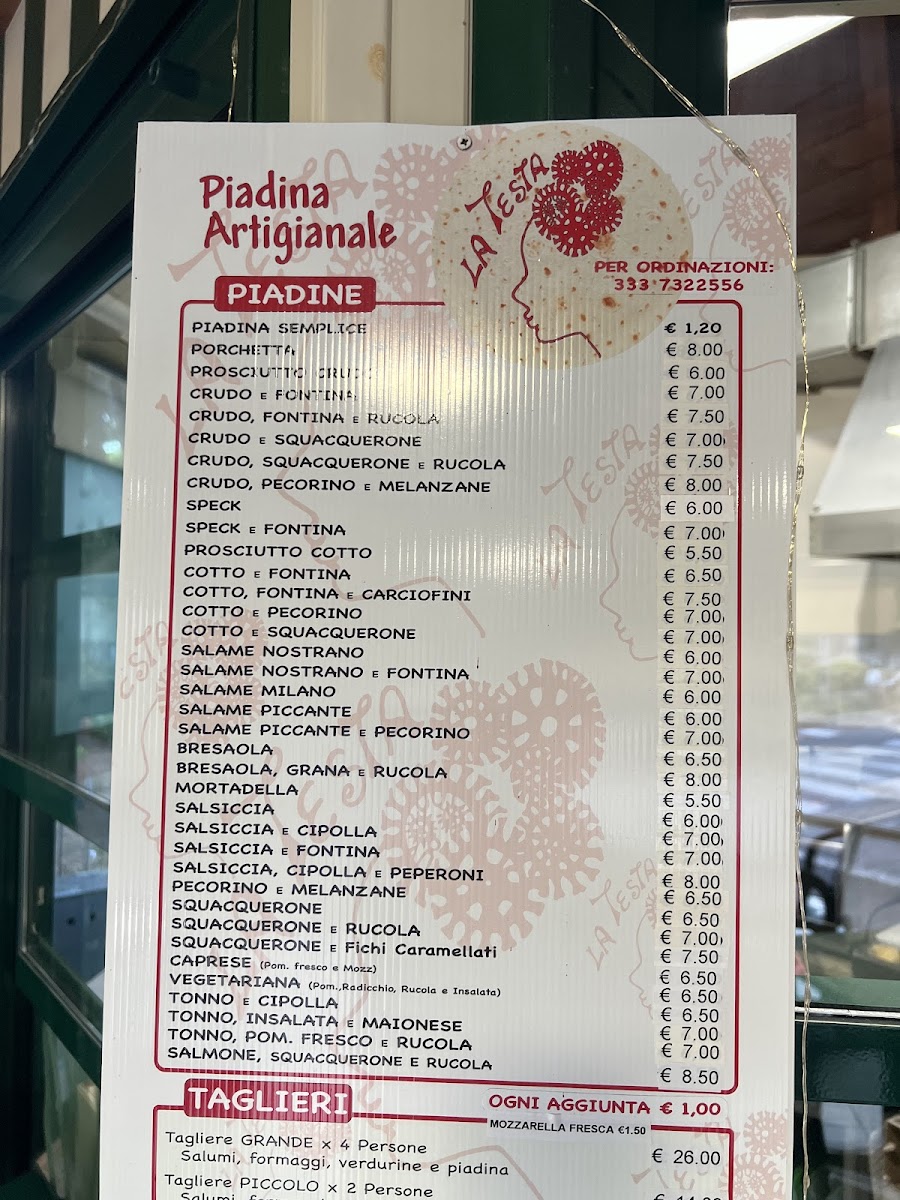 Piadina
Artigianale
LA TESTA
PER ORDINAZIONI:
333 7322556
PIADINE
PIADINA SEMPLICE € 1,20
PORCHETTA € 8.00
PROSCIUTTO CRUDO € 6.00
CRUDO E FONTINA € 7.00
CRUDO, FONTINA E RUCOLA € 7.50
CRUDO E SQUACQUERONE € 7.00
CRUDO, SQUACQUERONE E RUCOLA € 7.50
CRUDO, PECORINO E MELANZANE € 8.00
SPECK € 6.00
SPECK E FONTINA € 7.00
PROSCIUTTO COTTO € 5.50
COTTO E FONTINA € 6.50
COTTO, FONTINA E CARCIOFINI € 7.50
COTTO E PECORINO € 7.00
COTTO E SQUACQUERONE € 7.00
SALAME NOSTRANO € 6.00
SALAME NOSTRANO E FONTINA € 7.00
SALAME MILANO € 6.00
SALAME PICCANTE € 6.00
SALAME PICCANTE E PECORINO € 7.00
BRESAOLA € 6.50
BRESAOLA, GRANA E RUCOLA € 8.00
MORTADELLA € 5.50
SALSICCIA € 6.00
SALSICCIA E CIPOLLA € 7.00
SALSICCIA E FONTINA € 7.00
SALSICCIA, CIPOLLA E PEPERONI € 8.00
PECORINO E MELANZANE € 6.50
SQUACQUERONE € 6.50
SQUACQUERONE E RUCOLA € 7.00
SQUACQUERONE E Fichi Caramellati € 7.50
CAPRESE (Pom. fresco e Mozz) € 6.50
VEGETARIANA (Pom.,Radicchio, Rucola e Insalata) € 6.50
TONNO E CIPOLLA € 6.50
TONNO, INSALATA E MAIONESE € 7.00
TONNO, POM. FRESCO E RUCOLA € 7.00
SALMONE, SQUACQUERONE E RUCOLA € 8.50
TAGLIERI
OGNI AGGIUNTA € 1,00
MOZZARELLA FRESCA €1.50
Tagliere GRANDE x 4 Persone
Salumi, formaggi, verdurine e piadina € 26.00
Tagliere PICCOLO x 2 Persone